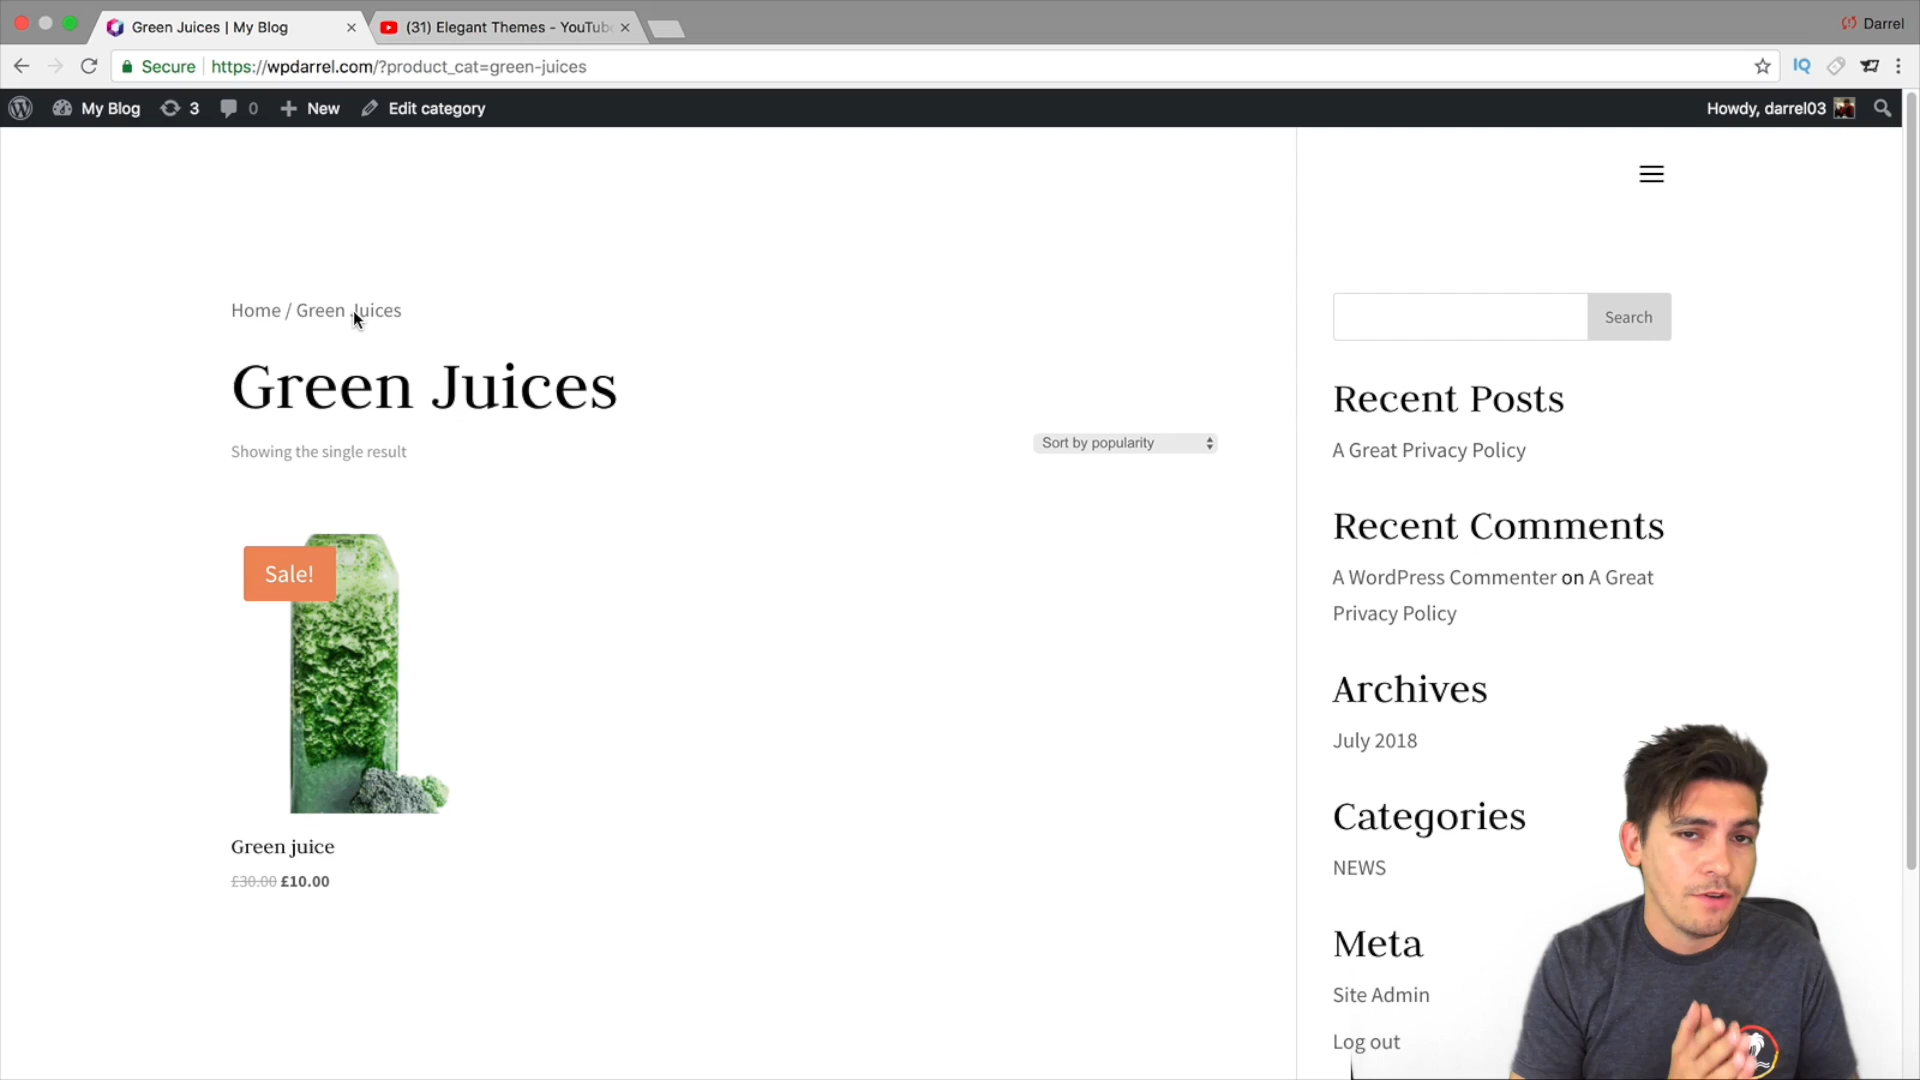 Green Juices | My Blog
(31) Elegant Themes - YouTub
Darrel
Secure
https://wpdarrel.com/?product_cat=green-juices
IQ
My Blog
3
0
New
Edit category
Howdy, darrel03
Home / Green Juices
Green Juices
Showing the single result
Sort by popularity
Sale!
Green juice
£30.00 £10.00
Search
Recent Posts
A Great Privacy Policy
Recent Comments
A WordPress Commenter on A Great
Privacy Policy
Archives
July 2018
Categories
NEWS
Meta
Site Admin
Log out